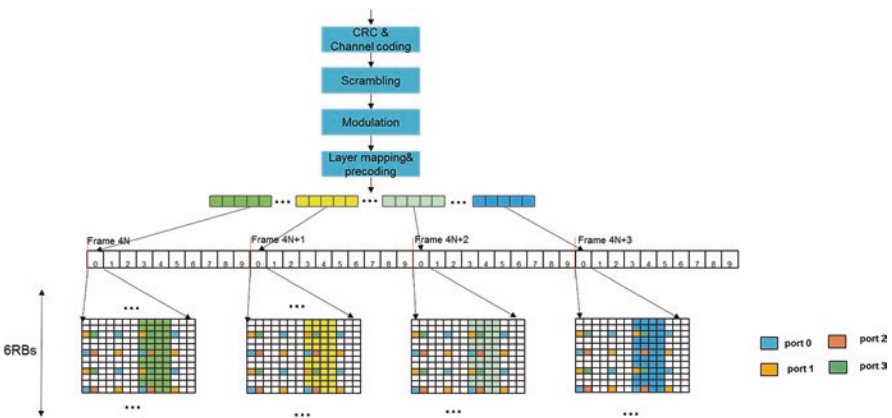 CRC &
Channel coding
Scrambling
Modulation
Layer mapping&
precoding
... ... ...
Frame 4N Frame 4N+1 Frame 4N+2 Frame 4N+3
0 1 2 3 4 5 6 7 8 9 0 1 2 3 4 5 6 7 8 9 0 1 2 3 4 5 6 7 8 9 0 1 2 3 4 5 6 7 8 9
... ... ... ...
6RBs
port 0 port 2
port 1 port 3
... ... ... ...